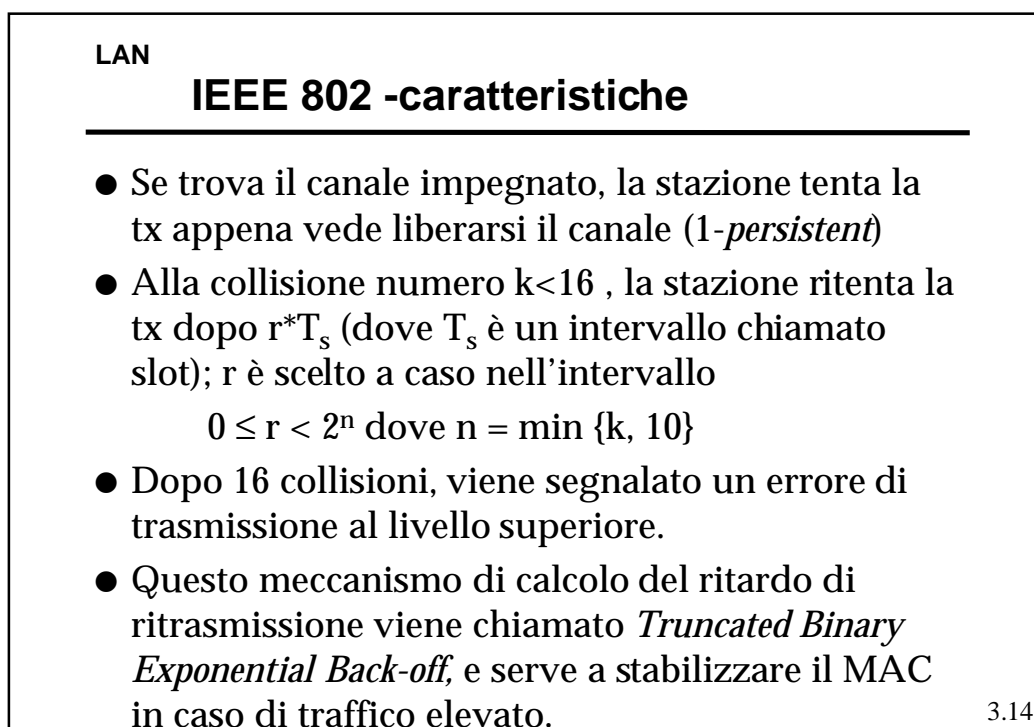 LAN
IEEE 802 -caratteristiche
● Se trova il canale impegnato, la stazione tenta la
tx appena vede liberarsi il canale (1-persistent)
● Alla collisione numero k<16 , la stazione ritenta la
tx dopo r*Ts (dove Ts è un intervallo chiamato
slot); r è scelto a caso nell'intervallo
0 ≤ r < 2ⁿ dove n = min {k, 10}
● Dopo 16 collisioni, viene segnalato un errore di
trasmissione al livello superiore.
● Questo meccanismo di calcolo del ritardo di
ritrasmissione viene chiamato Truncated Binary
Exponential Back-off, e serve a stabilizzare il MAC
in caso di traffico elevato.
3.14